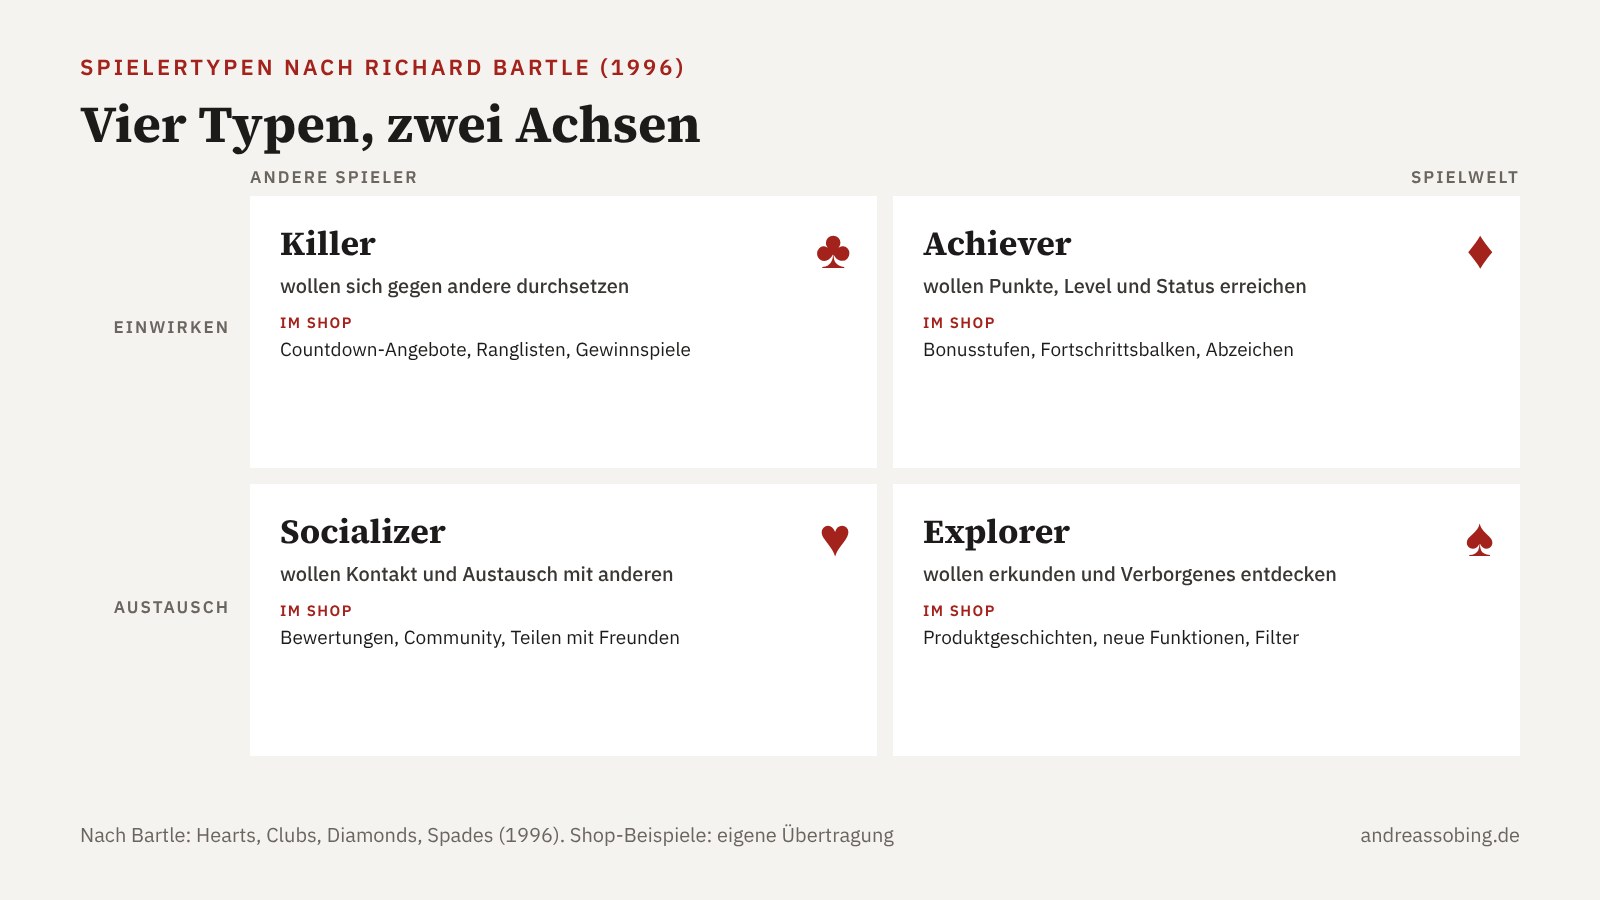 SPIELERTYPEN NACH RICHARD BARTLE (1996)
Vier Typen, zwei Achsen
ANDERE SPIELER
SPIELWELT
EINWIRKEN
Killer
♣
wollen sich gegen andere durchsetzen
IM SHOP
Countdown-Angebote, Ranglisten, Gewinnspiele
Achiever
♦
wollen Punkte, Level und Status erreichen
IM SHOP
Bonusstufen, Fortschrittsbalken, Abzeichen
AUSTAUSCH
Socializer
♥
wollen Kontakt und Austausch mit anderen
IM SHOP
Bewertungen, Community, Teilen mit Freunden
Explorer
♠
wollen erkunden und Verborgenes entdecken
IM SHOP
Produktgeschichten, neue Funktionen, Filter
Nach Bartle: Hearts, Clubs, Diamonds, Spades (1996). Shop-Beispiele: eigene Übertragung
andreassobing.de